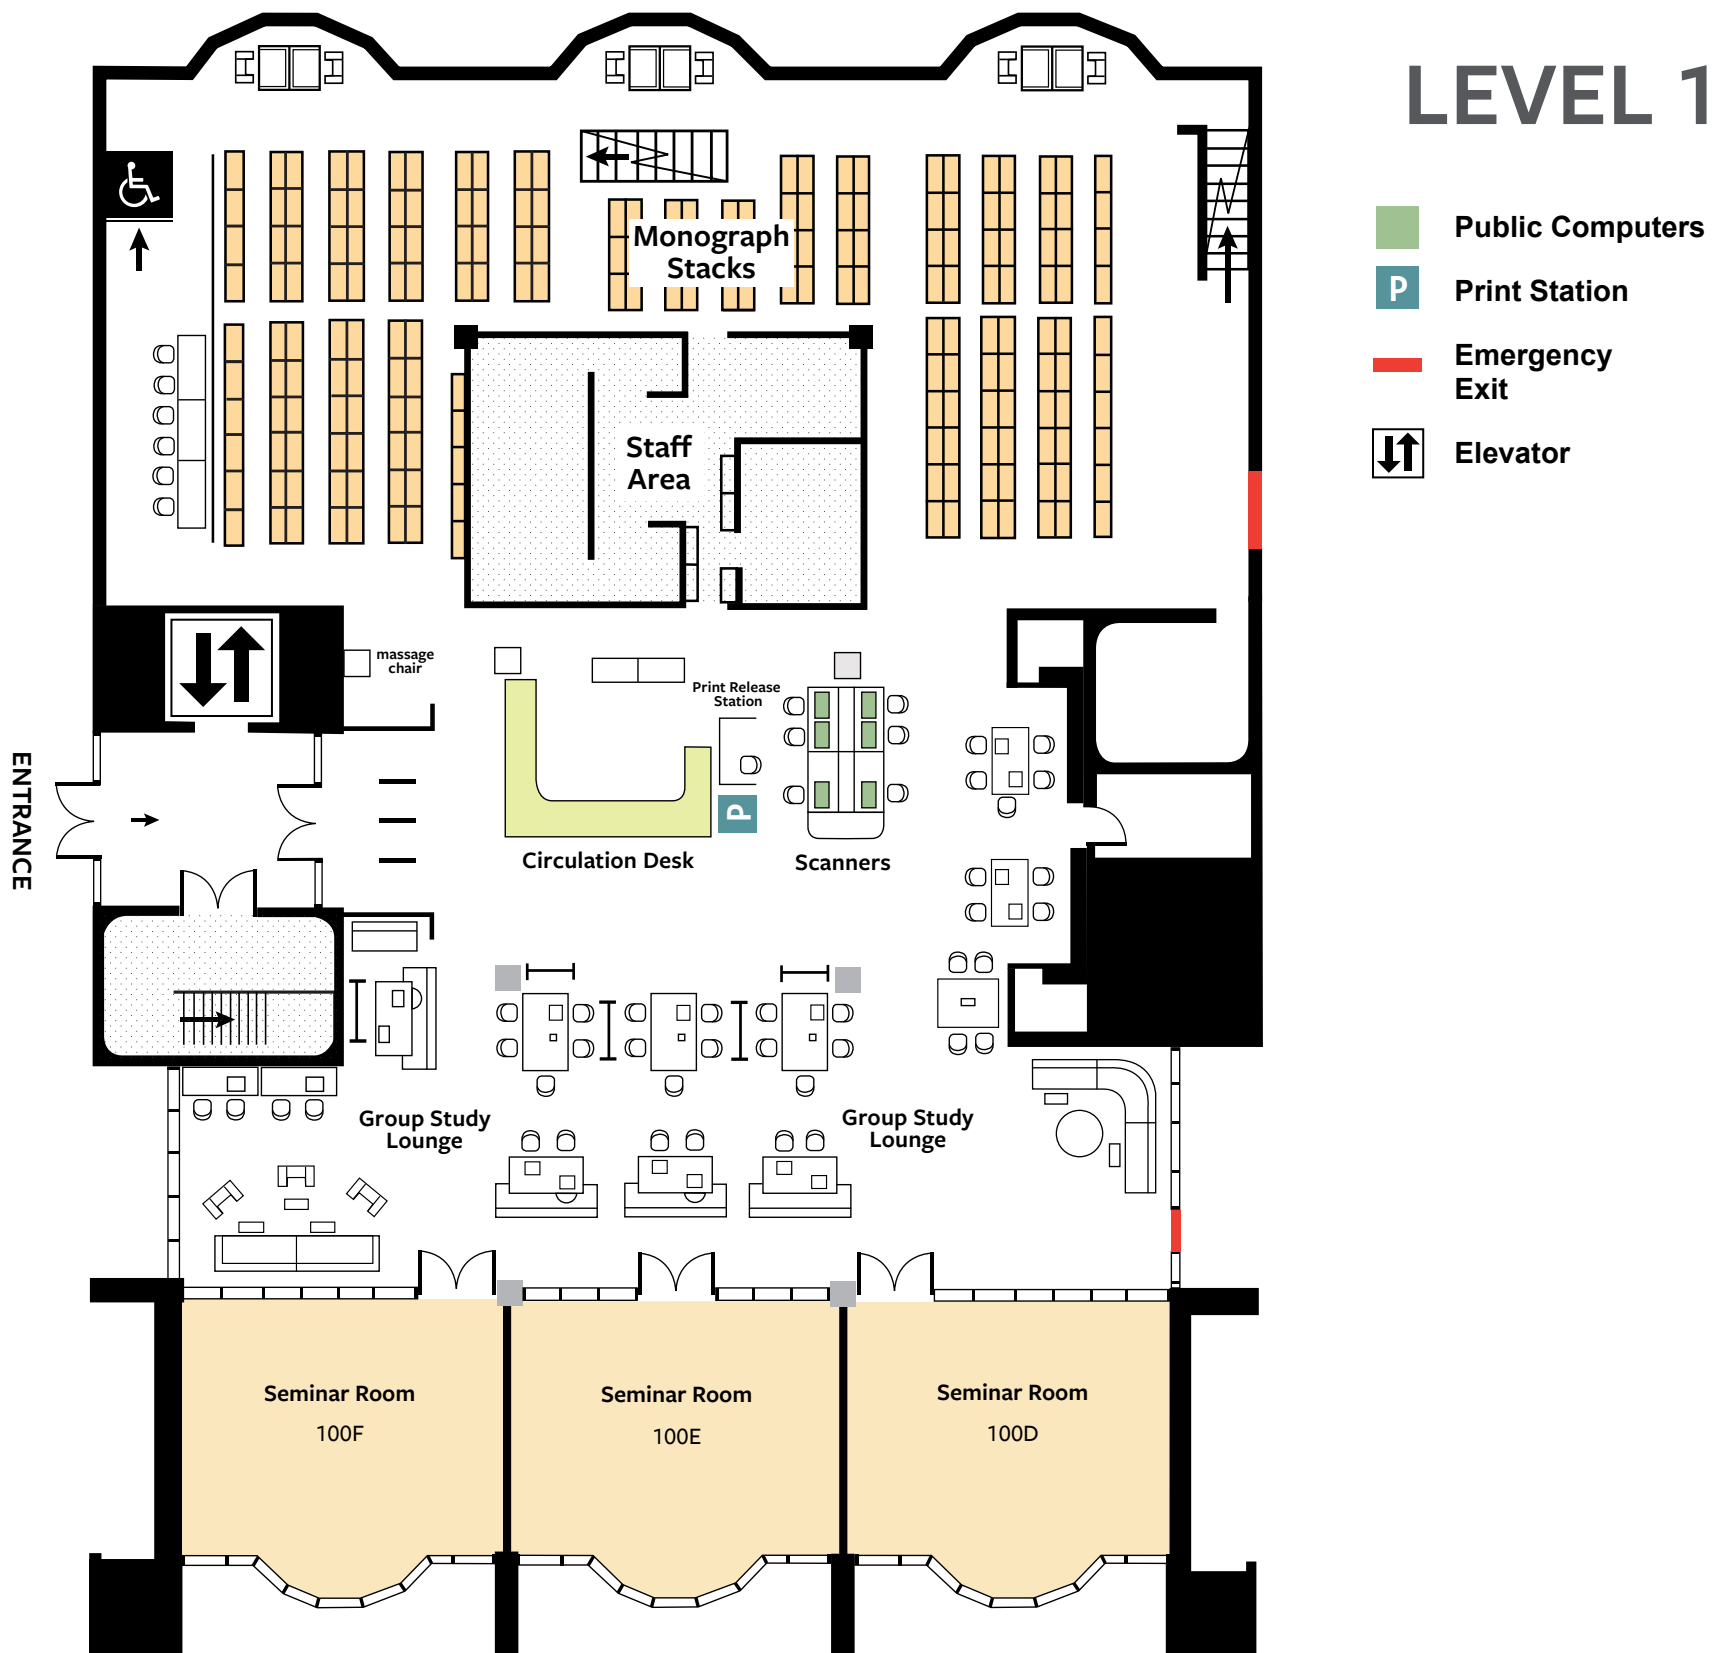 LEVEL 1
Public Computers
P
Print Station
Emergency
Exit
Elevator
Monograph
Stacks
Staff
Area
massage
chair
Print Release
Station
P
ENTRANCE
Circulation Desk
Scanners
Group Study
Lounge
Group Study
Lounge
Seminar Room
100F
Seminar Room
100E
Seminar Room
100D